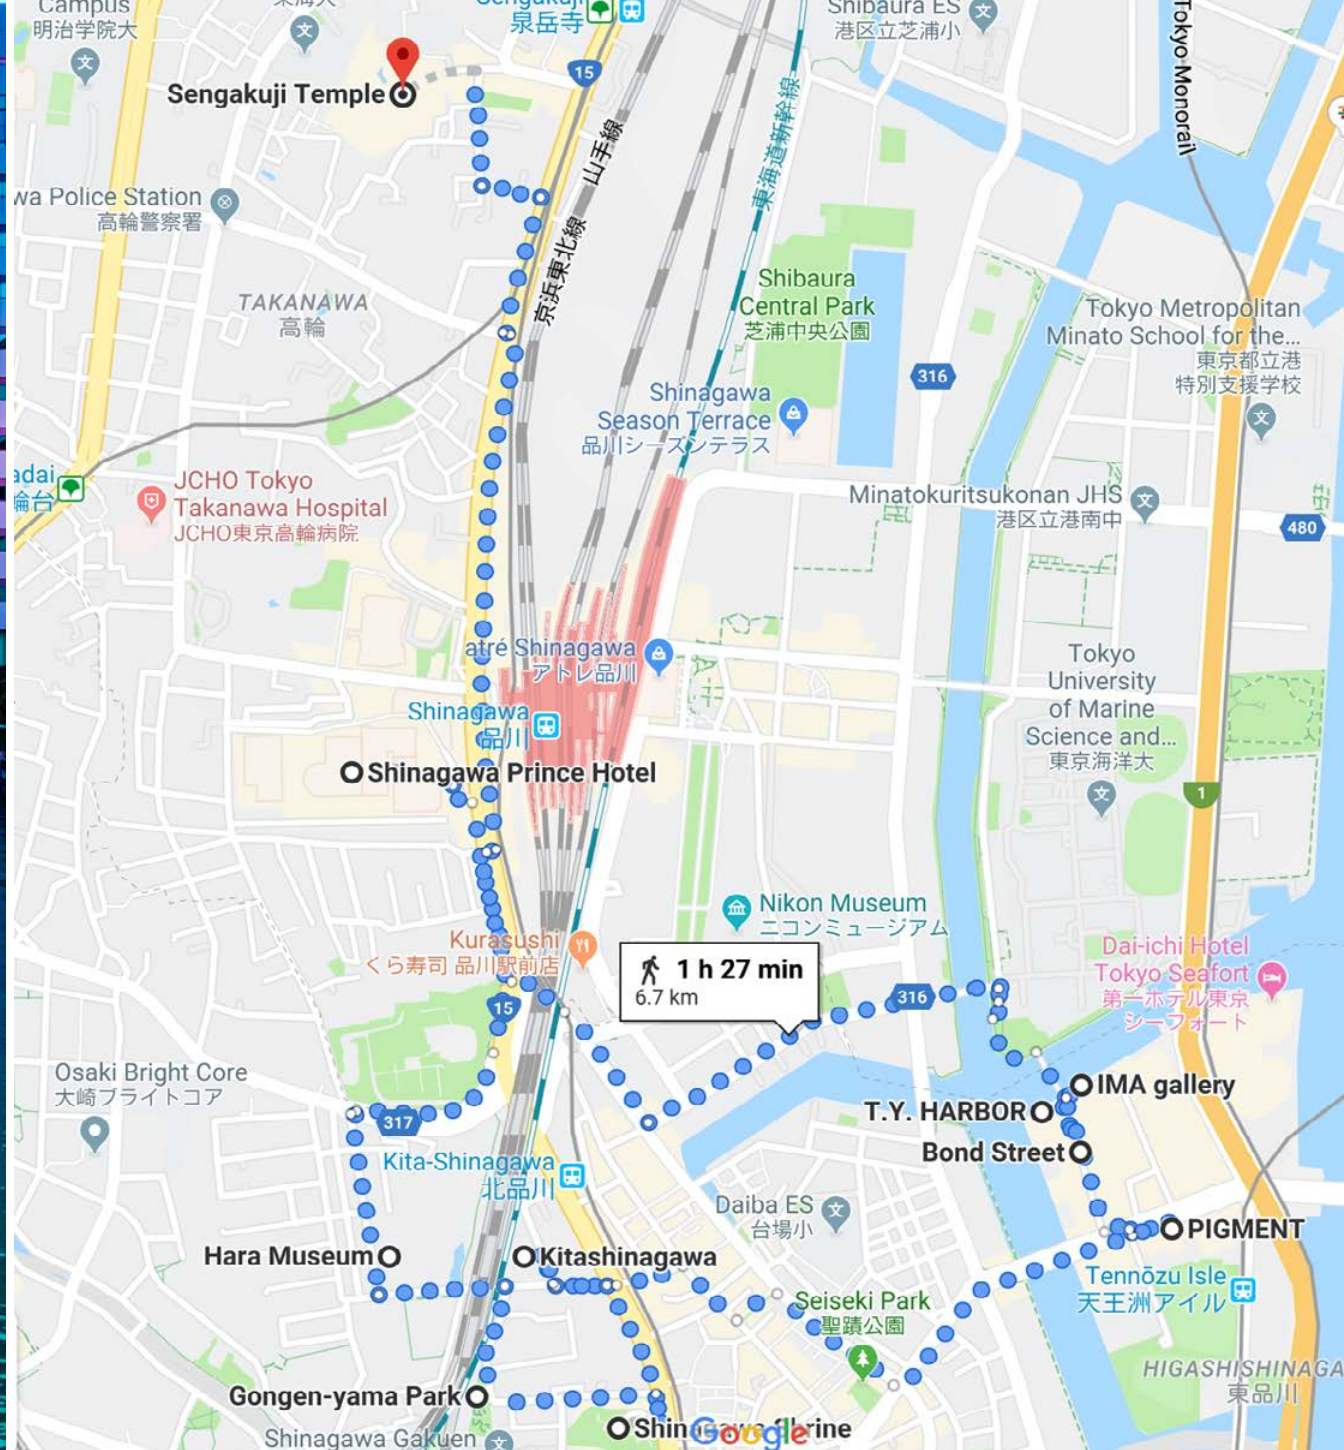 Campus
明治学院大
Sengakuji
泉岳寺
Shibaura ES
港区立芝浦小
Tokyo Monorail
文
文
文
15
Sengakuji Temple
山手線
東海道新幹線
wa Police Station
高輪警察署
京浜東北線
TAKANAWA
高輪
Shibaura
Central Park
芝浦中央公園
Tokyo Metropolitan
Minato School for the...
東京都立港
特別支援学校
文
316
Shinagawa
Season Terrace
品川シーズンテラス
adai
輪台
JCHO Tokyo
Takanawa Hospital
JCHO東京高輪病院
Minatokuritsukonan JHS
港区立港南中
文
480
atré Shinagawa
アトレ品川
Tokyo
University
of Marine
Science and...
東京海洋大
文
Shinagawa
品川
Shinagawa Prince Hotel
1
Nikon Museum
ニコンミュージアム
Kurasushi
くら寿司 品川駅前店
1 h 27 min
6.7 km
Dai-ichi Hotel
Tokyo Seafort
第一ホテル東京
シーフォート
316
15
Osaki Bright Core
大崎ブライトコア
IMA gallery
T.Y. HARBOR
317
Bond Street
Kita-Shinagawa
北品川
Daiba ES
台場小
文
PIGMENT
Hara Museum
Kitashinagawa
Tennōzu Isle
天王洲アイル
Seiseki Park
聖蹟公園
HIGASHISHINAGA
東品川
Gongen-yama Park
Shinagawa Shrine
Google
Shinagawa Gakuen
文